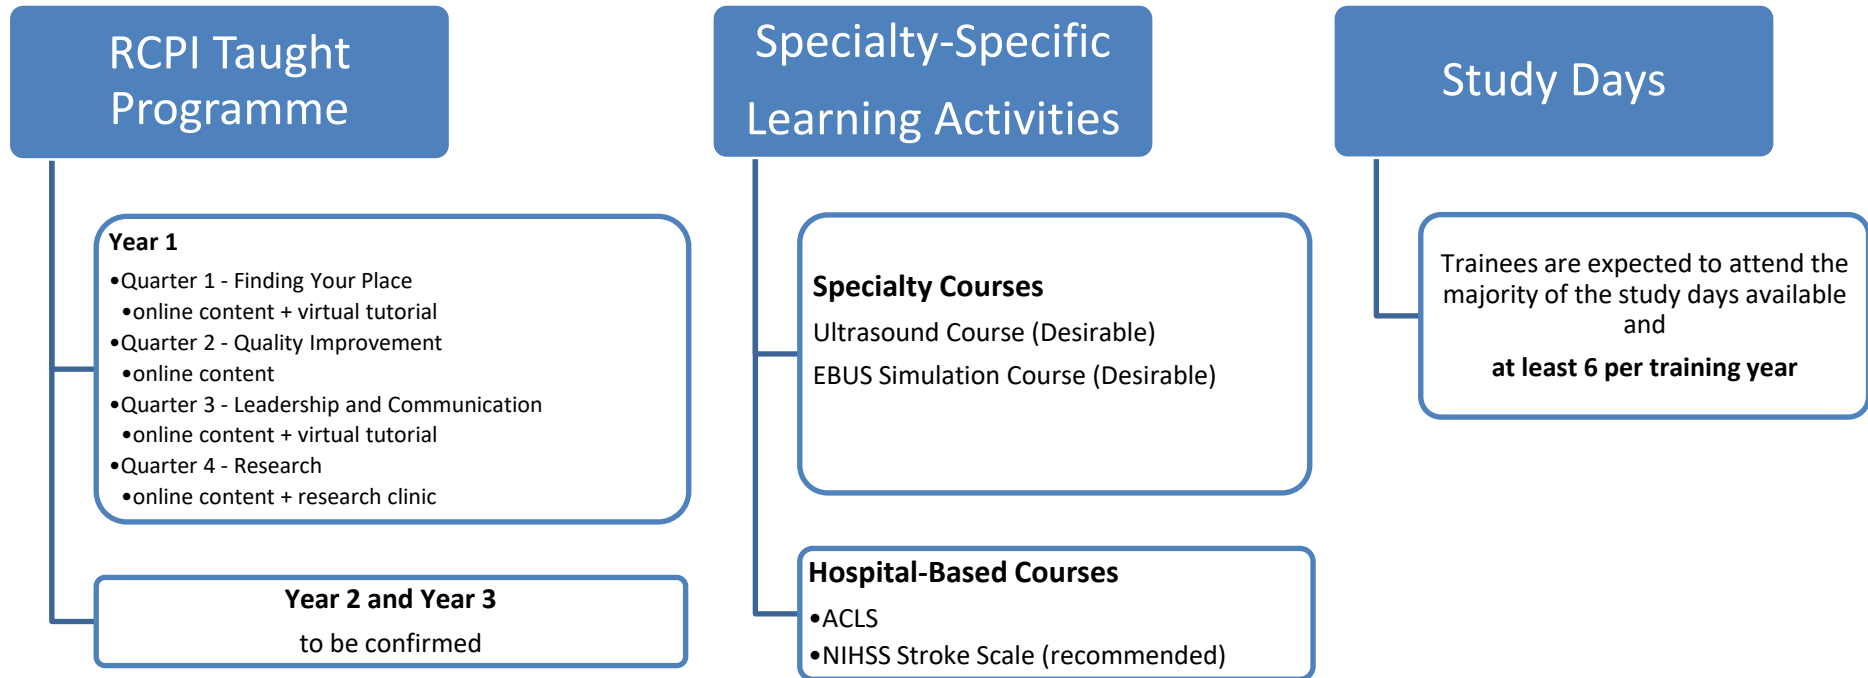 RCPI Taught
Programme
Year 1
•Quarter 1 - Finding Your Place
•online content + virtual tutorial
•Quarter 2 - Quality Improvement
•online content
•Quarter 3 - Leadership and Communication
•online content + virtual tutorial
•Quarter 4 - Research
•online content + research clinic
Year 2 and Year 3
to be confirmed
Specialty-Specific
Learning Activities
Specialty Courses
Ultrasound Course (Desirable)
EBUS Simulation Course (Desirable)
Hospital-Based Courses
•ACLS
•NIHSS Stroke Scale (recommended)
Study Days
Trainees are expected to attend the
majority of the study days available
and
at least 6 per training year